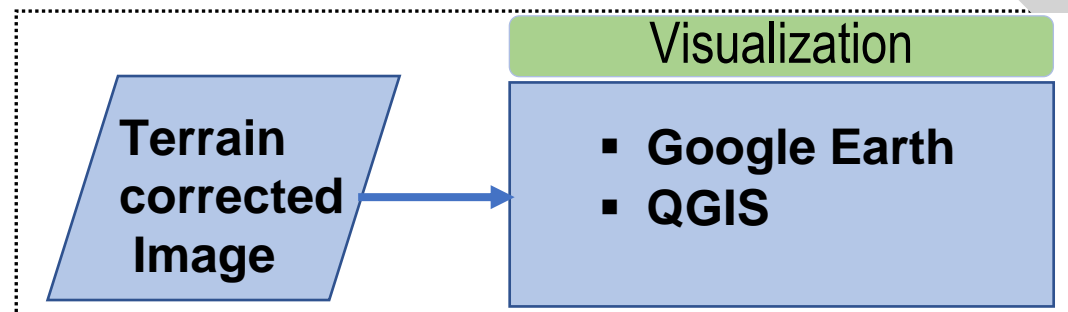 Visualization
Terrain
corrected
Image
▪ Google Earth
▪ QGIS